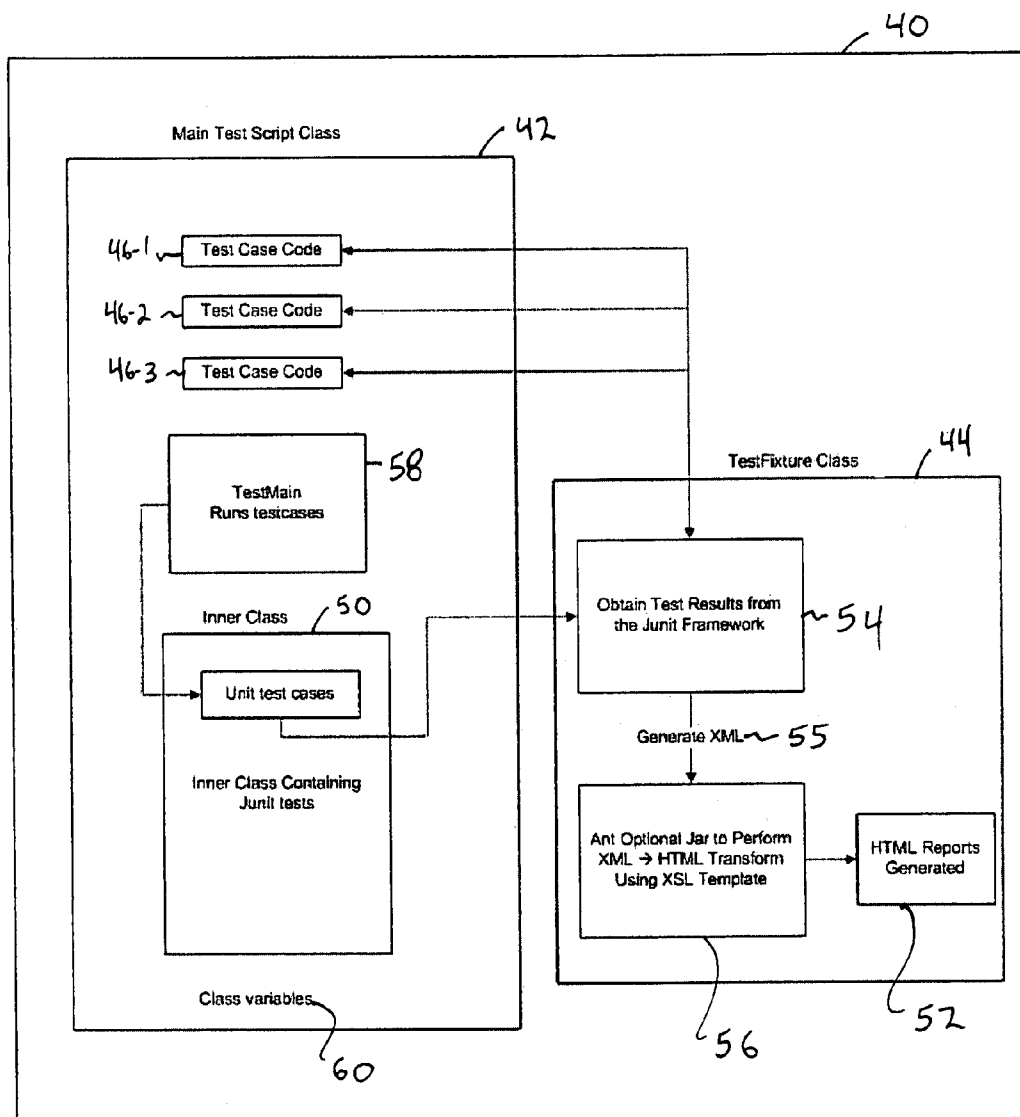 40
Main Test Script Class
42
46-1
Test Case Code
46-2
Test Case Code
46-3
Test Case Code
TestMain
Runs testcases
58
TestFixture Class
44
Inner Class
50
Unit test cases
Inner Class Containing
Junit tests
Obtain Test Results from
the Junit Framework
54
Generate XML
55
Ant Optional Jar to Perform
XML → HTML Transform
Using XSL Template
HTML Reports
Generated
56
52
Class variables
60